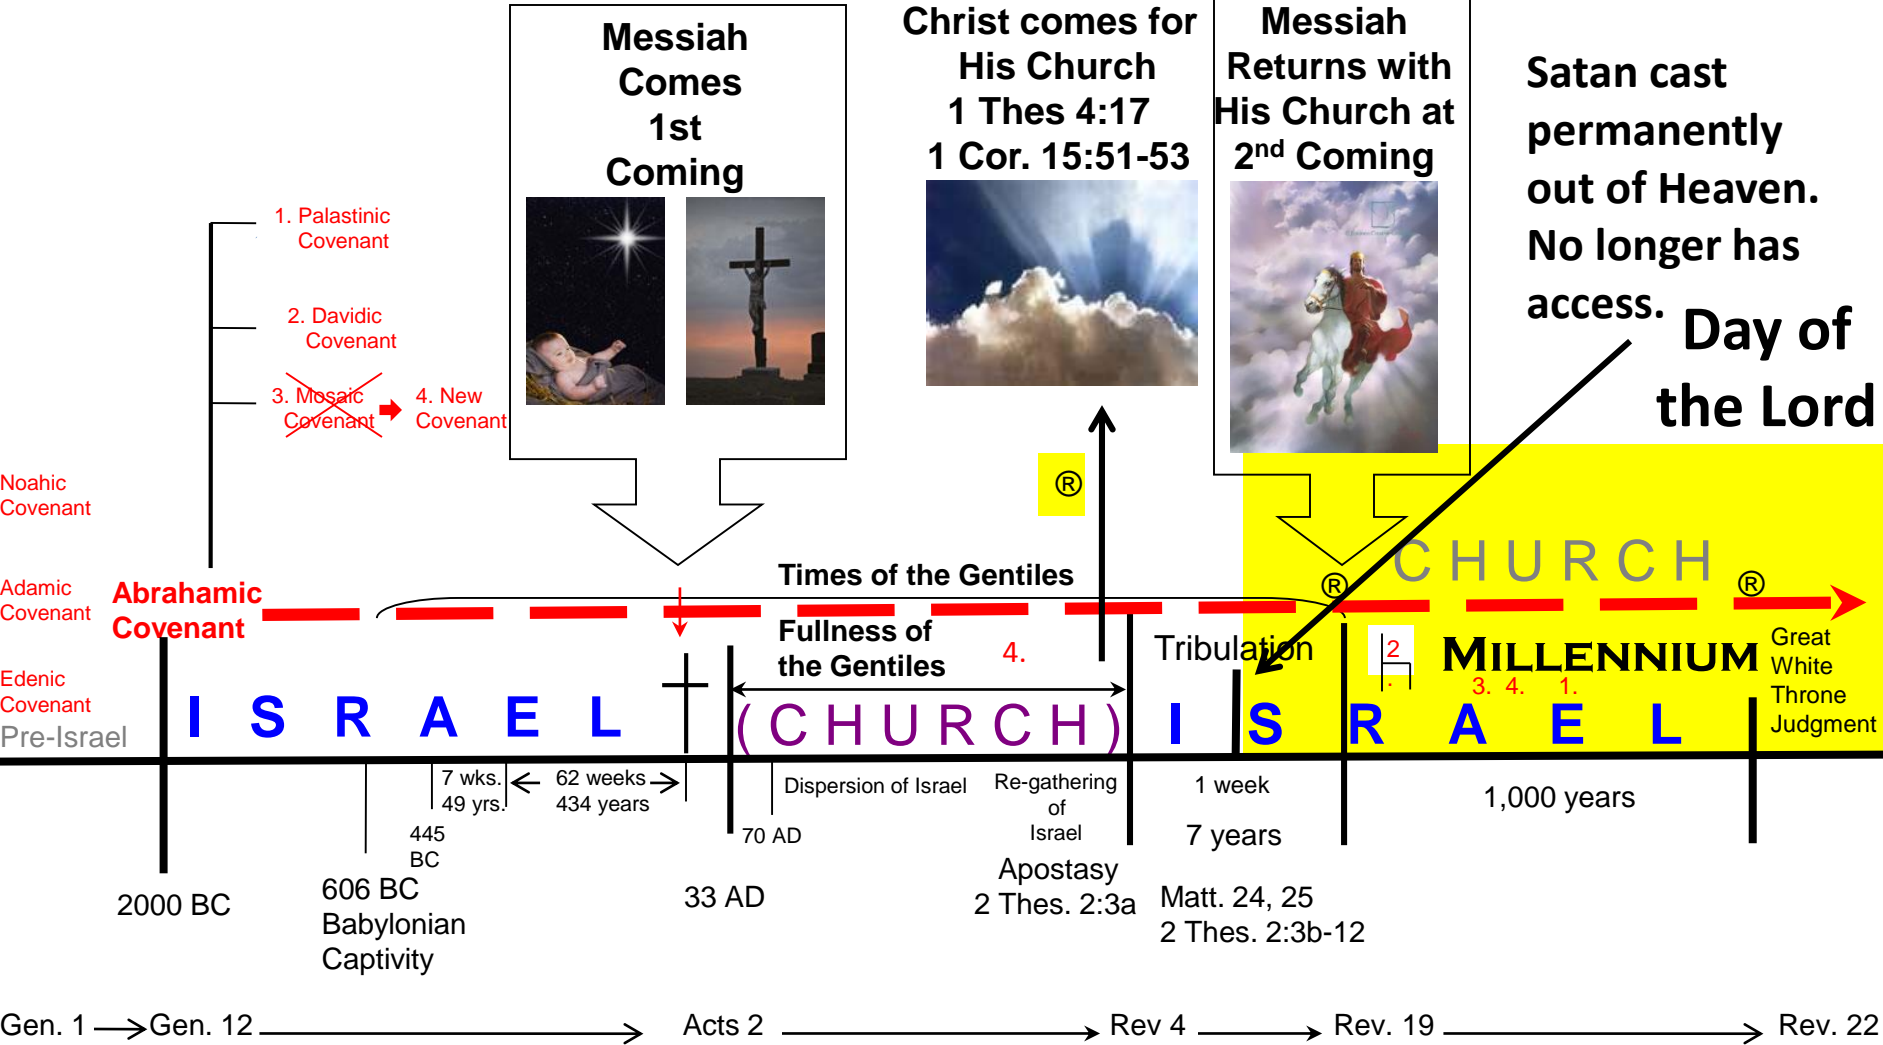 Messiah
Comes
1st
Coming
Christ comes for
His Church
1 Thes 4:17
1 Cor. 15:51-53
Messiah
Returns with
His Church at
2nd Coming
Satan cast
permanently
out of Heaven.
No longer has
access.
Day of
the Lord
1. Palastinic
Covenant
2. Davidic
Covenant
3. Mosaic
Covenant
4. New
Covenant
Noahic
Covenant
Adamic
Covenant
Abrahamic
Covenant
Edenic
Covenant
Pre-Israel
®
Times of the Gentiles
Fullness of
the Gentiles
4.
®
CHURCH
®
Tribulation
2
.
MILLENNIUM
3. 4. 1.
Great
White
Throne
Judgment
I S R A E L
(CHURCH)
I S R A E L
7 wks.
49 yrs.
62 weeks
434 years
Dispersion of Israel
Re-gathering
of
Israel
1 week
7 years
1,000 years
445
BC
70 AD
2000 BC
606 BC
Babylonian
Captivity
33 AD
Apostasy
2 Thes. 2:3a
Matt. 24, 25
2 Thes. 2:3b-12
Gen. 1
Gen. 12
Acts 2
Rev 4
Rev. 19
Rev. 22